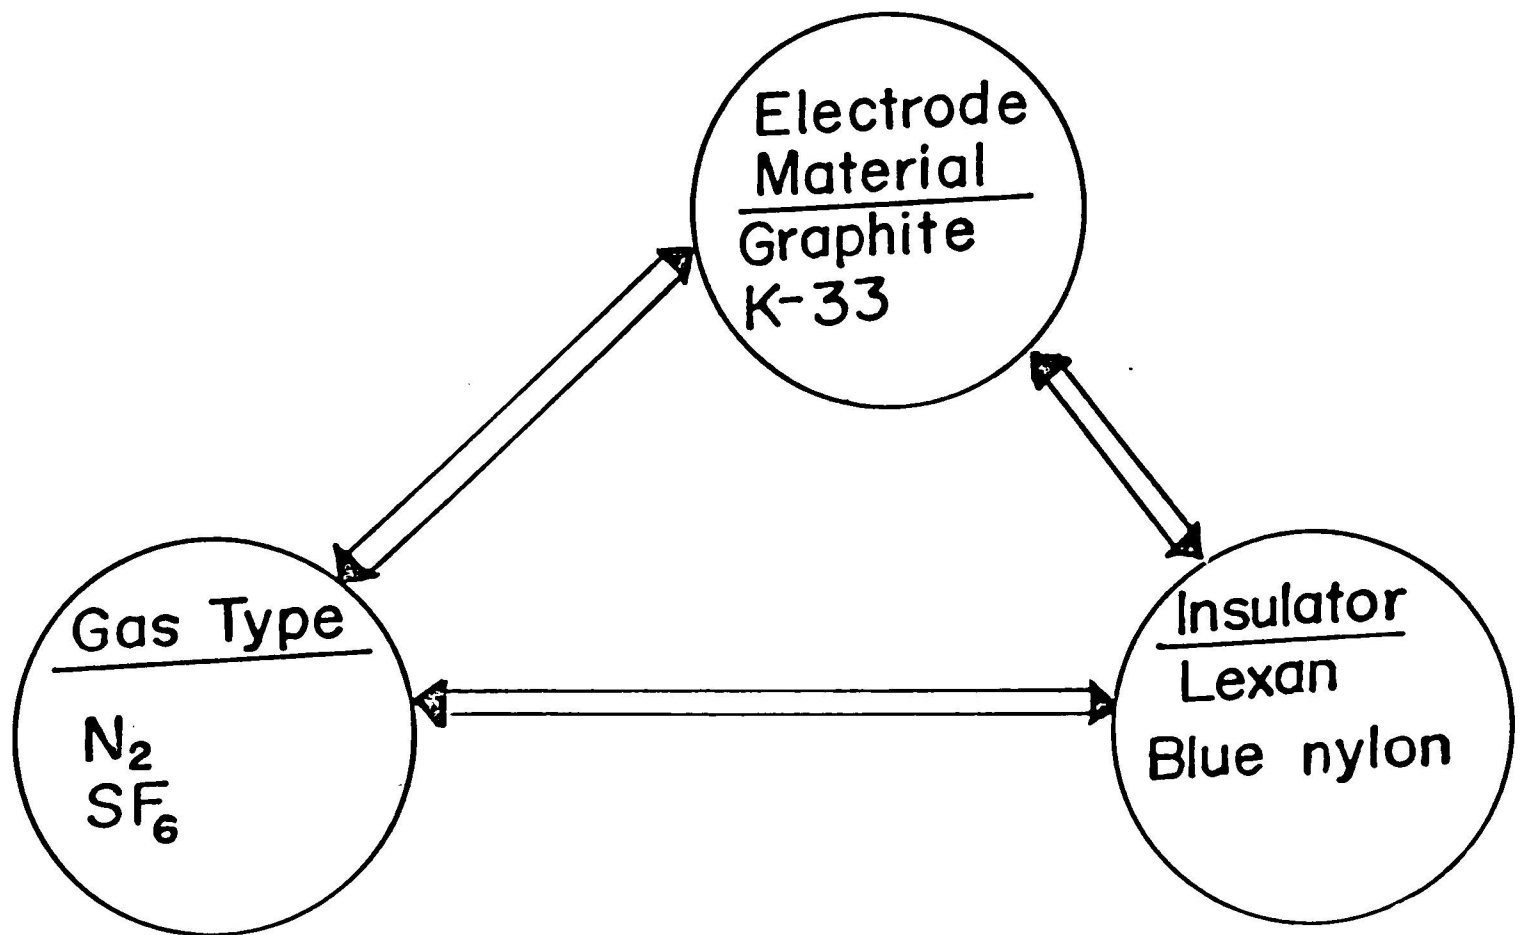 Electrode
Material
Graphite
K-33
Gas Type
N₂
SF₆
Insulator
Lexan
Blue nylon